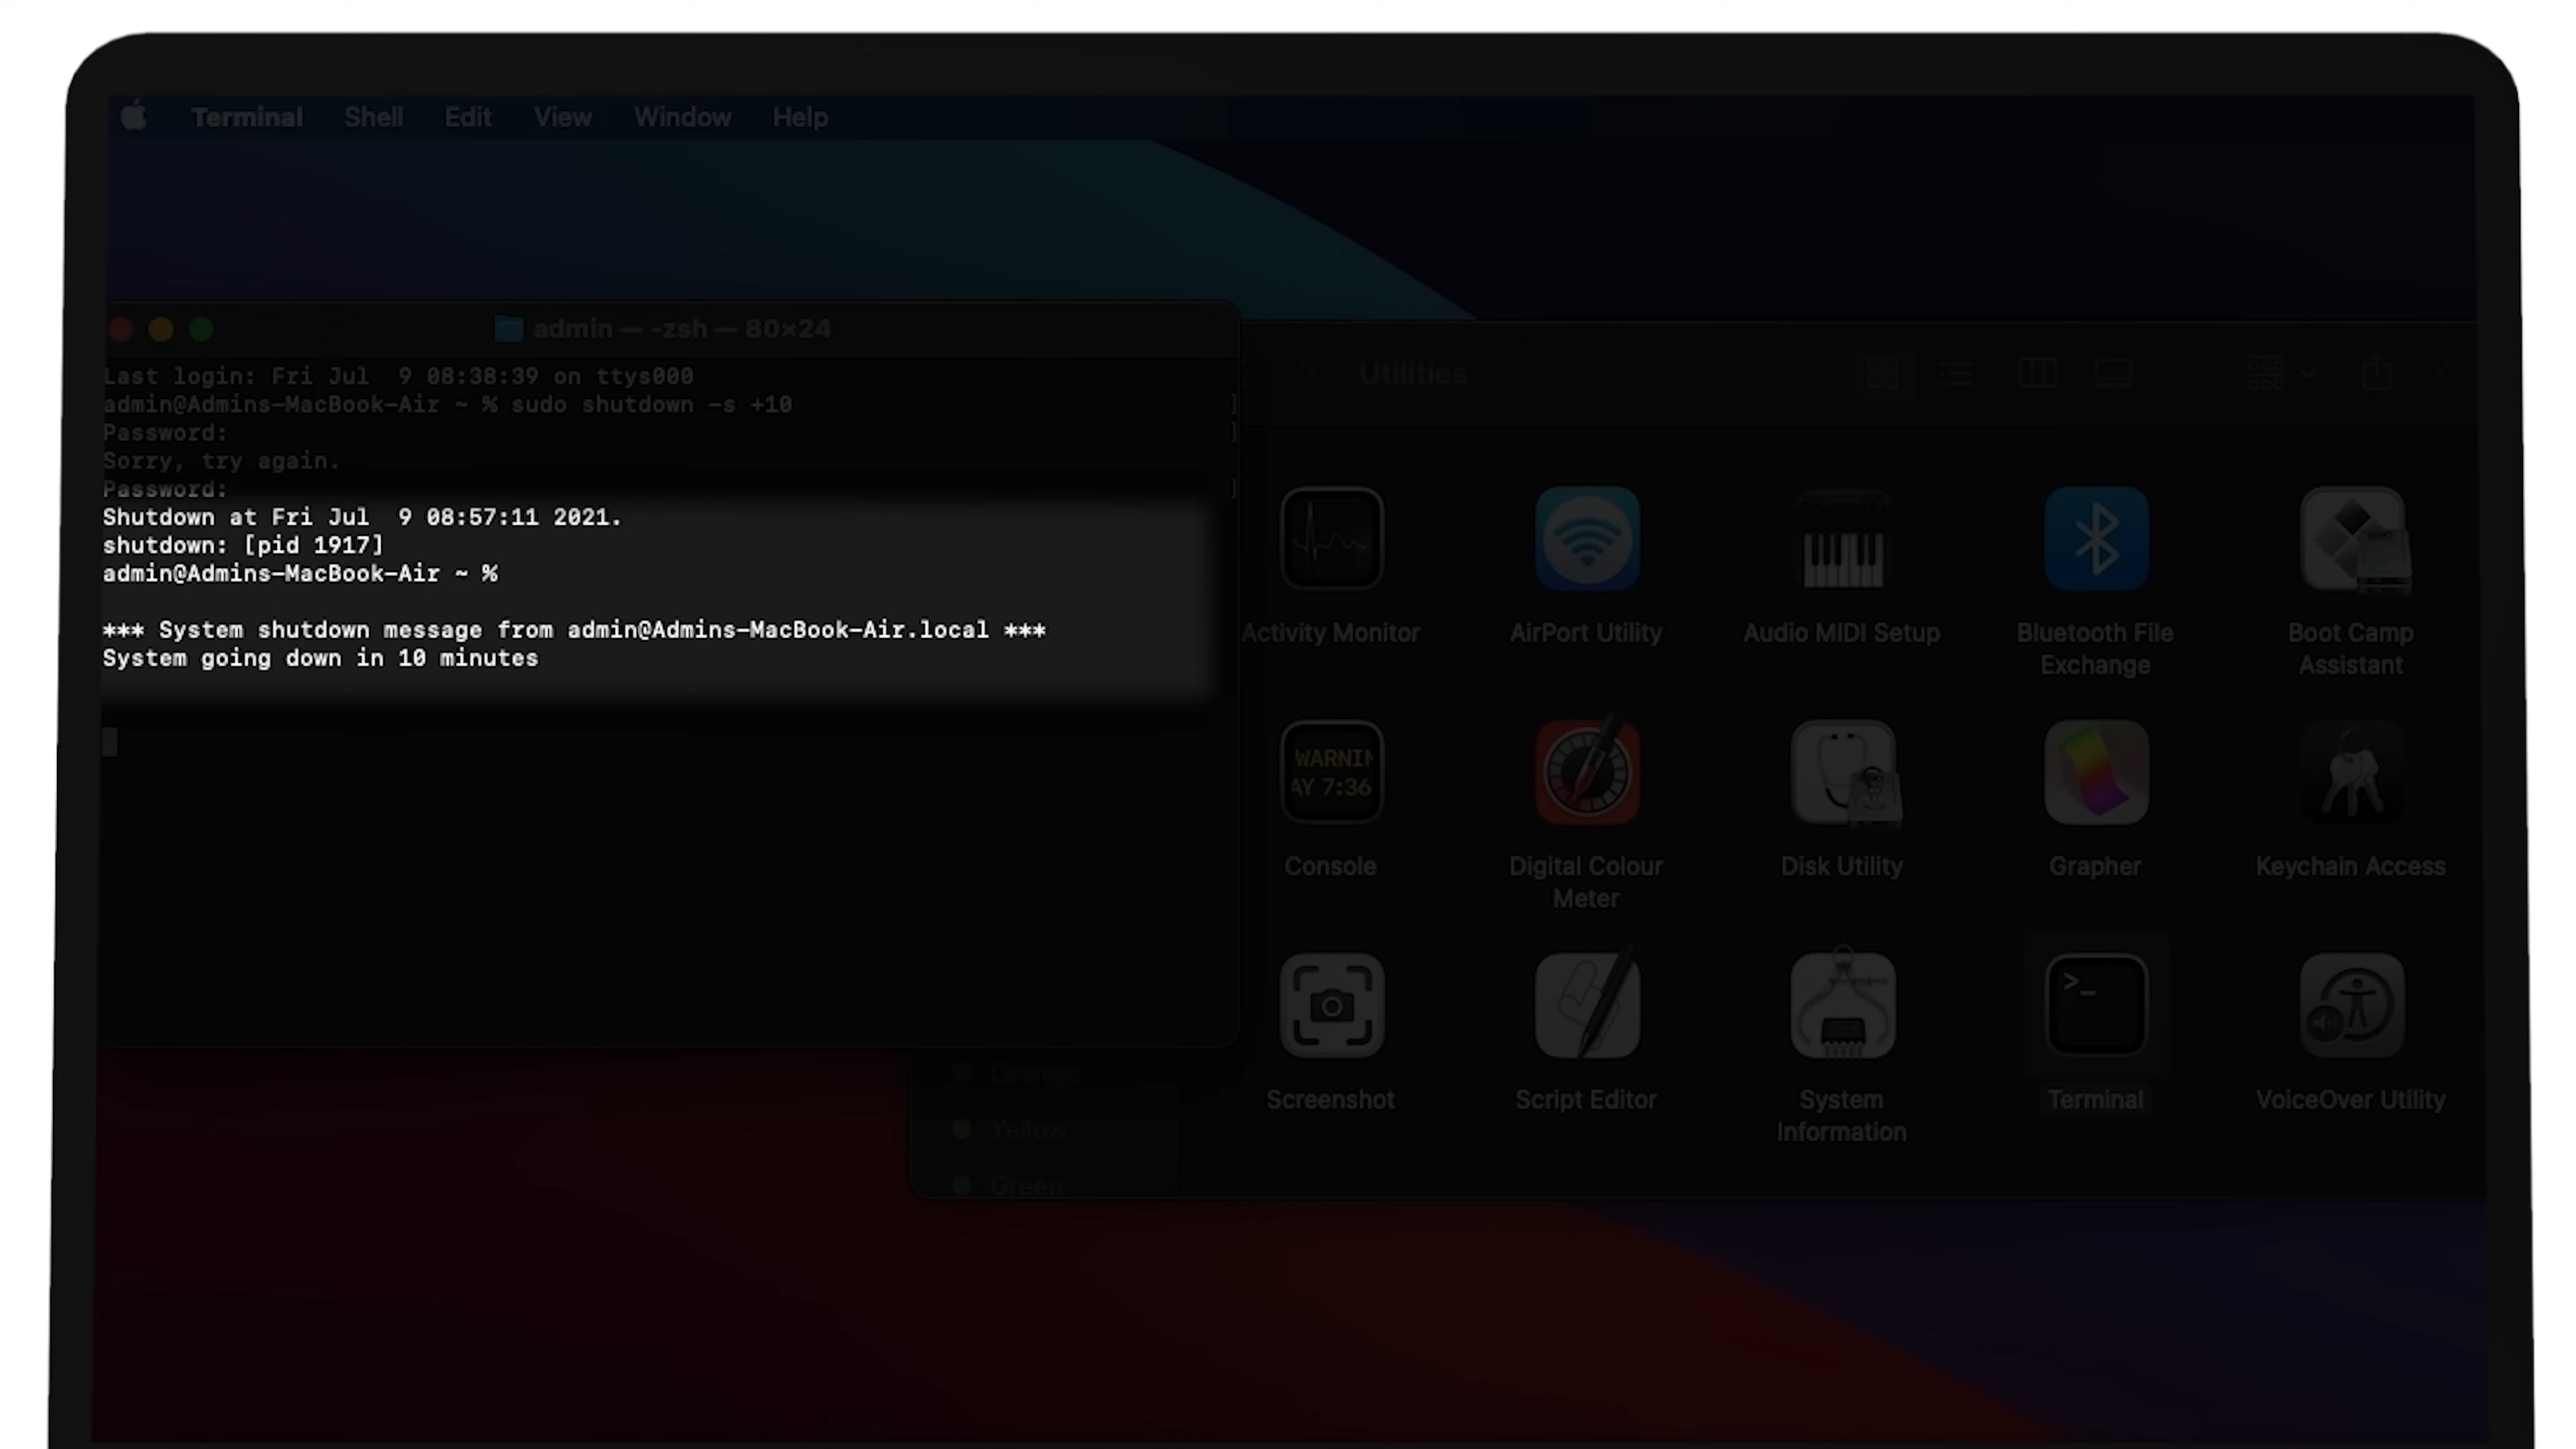 Terminal Shell Edit View Window Help
admin — -zsh — 80×24
Last login: Fri Jul  9 08:38:39 on ttys000
admin@Admins-MacBook-Air ~ % sudo shutdown -s +10
Password:
Sorry, try again.
Password:
Shutdown at Fri Jul  9 08:57:11 2021.
shutdown: [pid 1917]
admin@Admins-MacBook-Air ~ %
*** System shutdown message from admin@Admins-MacBook-Air.local ***
System going down in 10 minutes
Utilities
Activity Monitor
AirPort Utility
Audio MIDI Setup
Bluetooth File
Exchange
Boot Camp
Assistant
WARNIN
AY 7:36
Console
Digital Colour
Meter
Disk Utility
Grapher
Keychain Access
>_
Screenshot
Script Editor
System
Information
Terminal
VoiceOver Utility
Orange
Yellow
Green